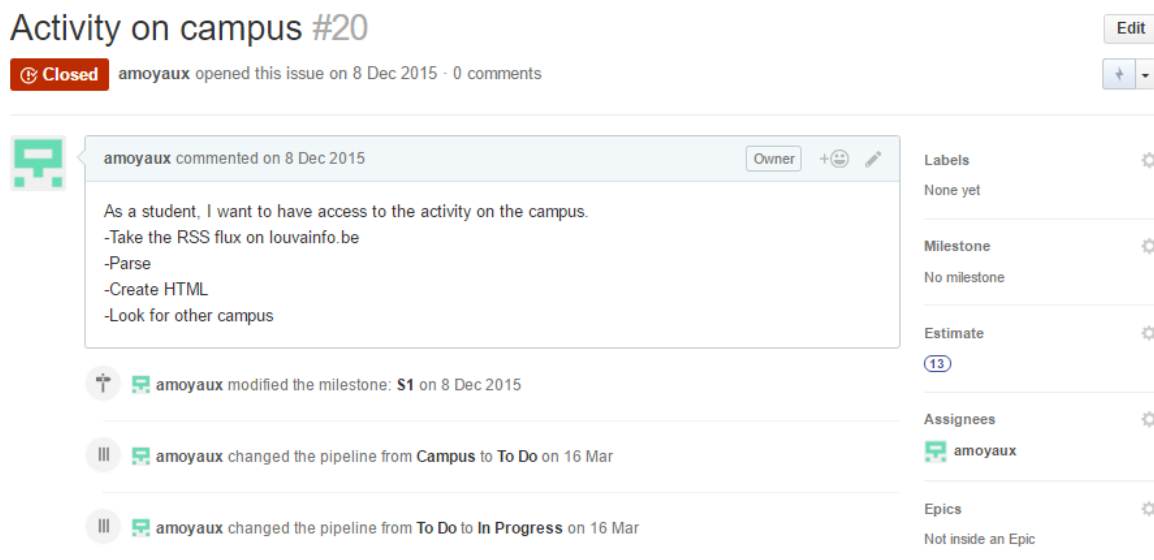 Activity on campus #20
Edit
Closed amoyaux opened this issue on 8 Dec 2015 · 0 comments
amoyaux commented on 8 Dec 2015
Owner
As a student, I want to have access to the activity on the campus.
-Take the RSS flux on louvainfo.be
-Parse
-Create HTML
-Look for other campus
amoyaux modified the milestone: S1 on 8 Dec 2015
amoyaux changed the pipeline from Campus to To Do on 16 Mar
amoyaux changed the pipeline from To Do to In Progress on 16 Mar
Labels
None yet
Milestone
No milestone
Estimate
13
Assignees
amoyaux
Epics
Not inside an Epic